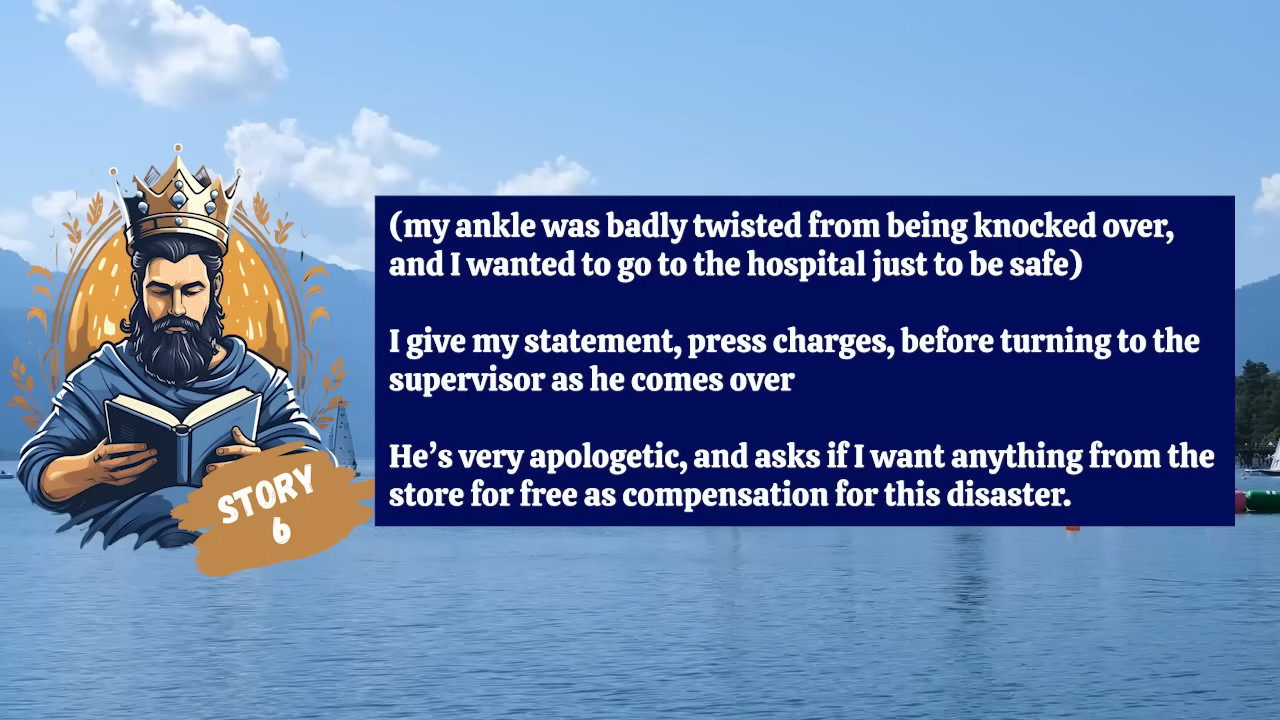 (my ankle was badly twisted from being knocked over,
and I wanted to go to the hospital just to be safe)
I give my statement, press charges, before turning to the
supervisor as he comes over
He's very apologetic, and asks if I want anything from the
store for free as compensation for this disaster.
STORY
6